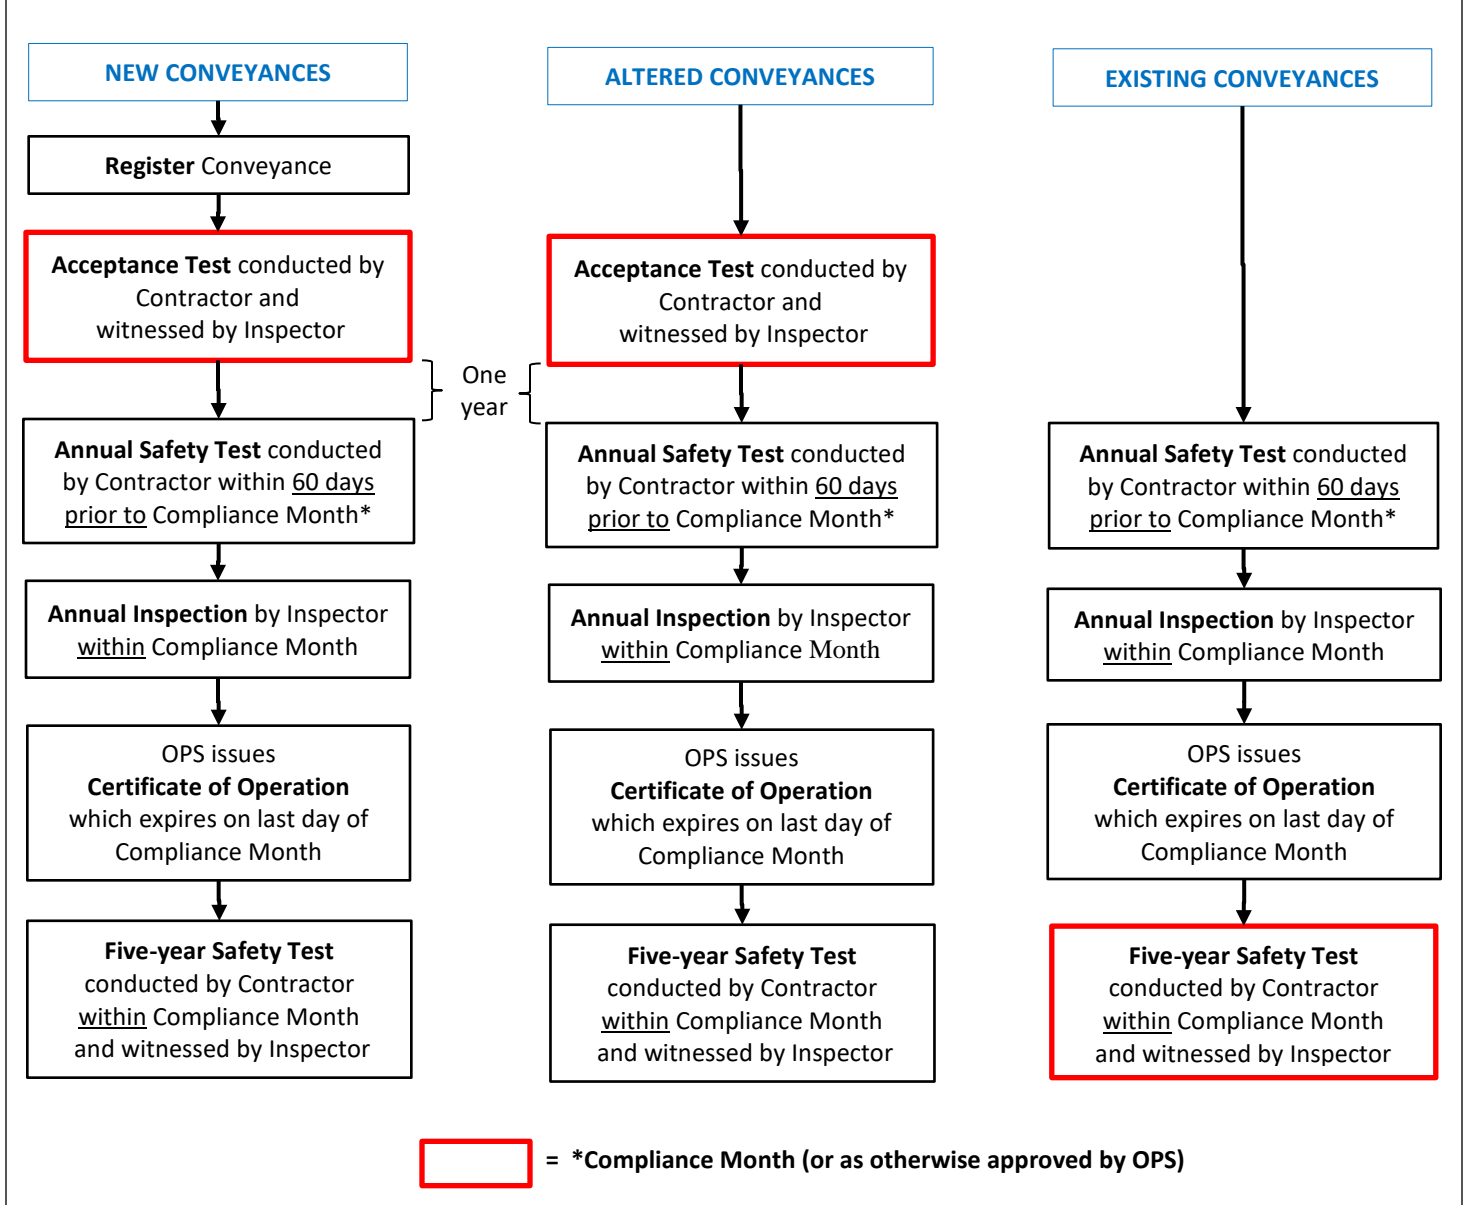 NEW CONVEYANCES
Register Conveyance
Acceptance Test conducted by
Contractor and
witnessed by Inspector
Annual Safety Test conducted
by Contractor within 60 days
prior to Compliance Month*
Annual Inspection by Inspector
within Compliance Month
OPS issues
Certificate of Operation
which expires on last day of
Compliance Month
Five-year Safety Test
conducted by Contractor
within Compliance Month
and witnessed by Inspector
One
year
ALTERED CONVEYANCES
Acceptance Test conducted by
Contractor and
witnessed by Inspector
Annual Safety Test conducted
by Contractor within 60 days
prior to Compliance Month*
Annual Inspection by Inspector
within Compliance Month
OPS issues
Certificate of Operation
which expires on last day of
Compliance Month
Five-year Safety Test
conducted by Contractor
within Compliance Month
and witnessed by Inspector
EXISTING CONVEYANCES
Annual Safety Test conducted
by Contractor within 60 days
prior to Compliance Month*
Annual Inspection by Inspector
within Compliance Month
OPS issues
Certificate of Operation
which expires on last day of
Compliance Month
Five-year Safety Test
conducted by Contractor
within Compliance Month
and witnessed by Inspector
= *Compliance Month (or as otherwise approved by OPS)